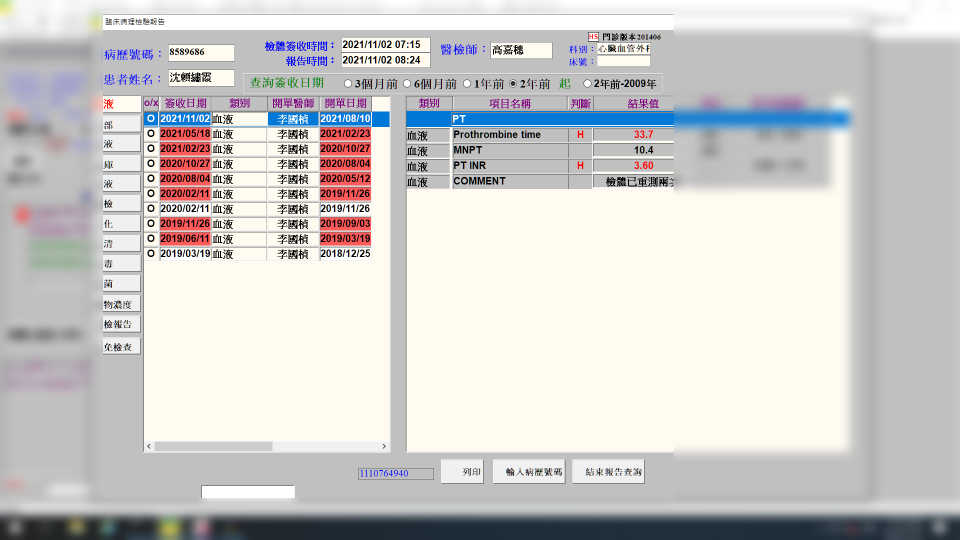 臨床病理檢驗報告
HS 門診版本201406
病歷號碼： 8589686 檢體簽收時間： 2021/11/02 07:15 醫檢師： 高嘉穗 科別： 心臟血管外科
報告時間： 2021/11/02 08:24 床號：
患者姓名： 沈賴繡霞
查詢簽收日期 3個月前 6個月前 1年前 2年前 起 2年前-2009年
液
部
液
庫
液
檢
化
清
毒
菌
物濃度
檢報告
免檢查
o/x 簽收日期 類別 開單醫師 開單日期
O 2021/11/02 血液 李國楨 2021/08/10
O 2021/05/18 血液 李國楨 2021/02/23
O 2021/02/23 血液 李國楨 2020/10/27
O 2020/10/27 血液 李國楨 2020/08/04
O 2020/08/04 血液 李國楨 2020/05/12
O 2020/02/11 血液 李國楨 2019/11/26
O 2020/02/11 血液 李國楨 2019/11/26
O 2019/11/26 血液 李國楨 2019/09/03
O 2019/06/11 血液 李國楨 2019/03/19
O 2019/03/19 血液 李國楨 2018/12/25
類別 項目名稱 判斷 結果值
PT
血液 Prothrombine time H 33.7
血液 MNPT 10.4
血液 PT INR H 3.60
血液 COMMENT 檢體已重測兩
1110764940 列印 輸入病歷號碼 結束報告查詢